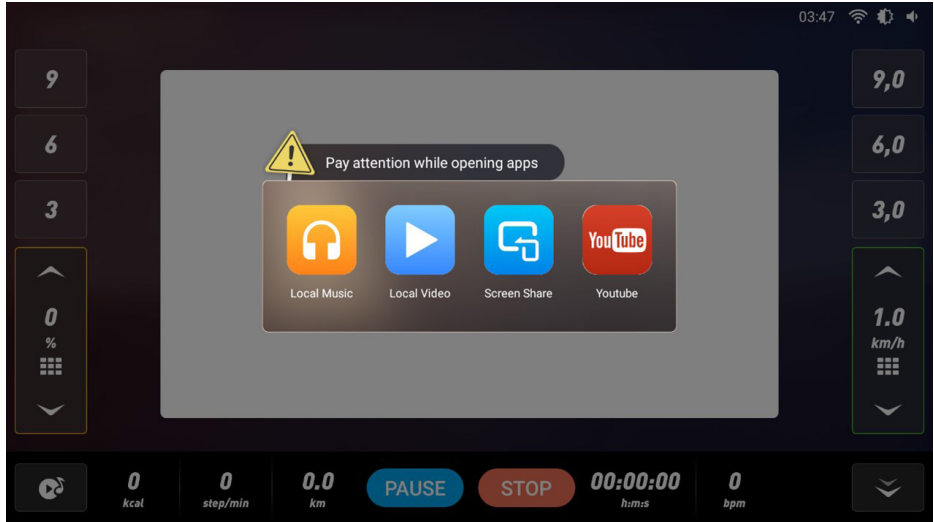 03:47
9
9,0
6
6,0
Pay attention while opening apps
3
3,0
You Tube
Local Music Local Video Screen Share Youtube
0
%
1.0
km/h
0
kcal
0
step/min
0.0
km
PAUSE
STOP
00:00:00
h:m:s
0
bpm